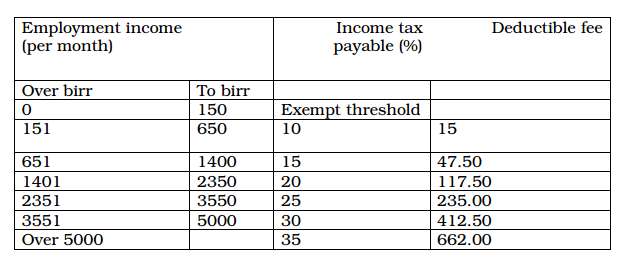 Employment income Income tax Deductible fee
(per month) payable (%)
Over birr To birr
0 150 Exempt threshold
151 650 10 15
651 1400 15 47.50
1401 2350 20 117.50
2351 3550 25 235.00
3551 5000 30 412.50
Over 5000 35 662.00